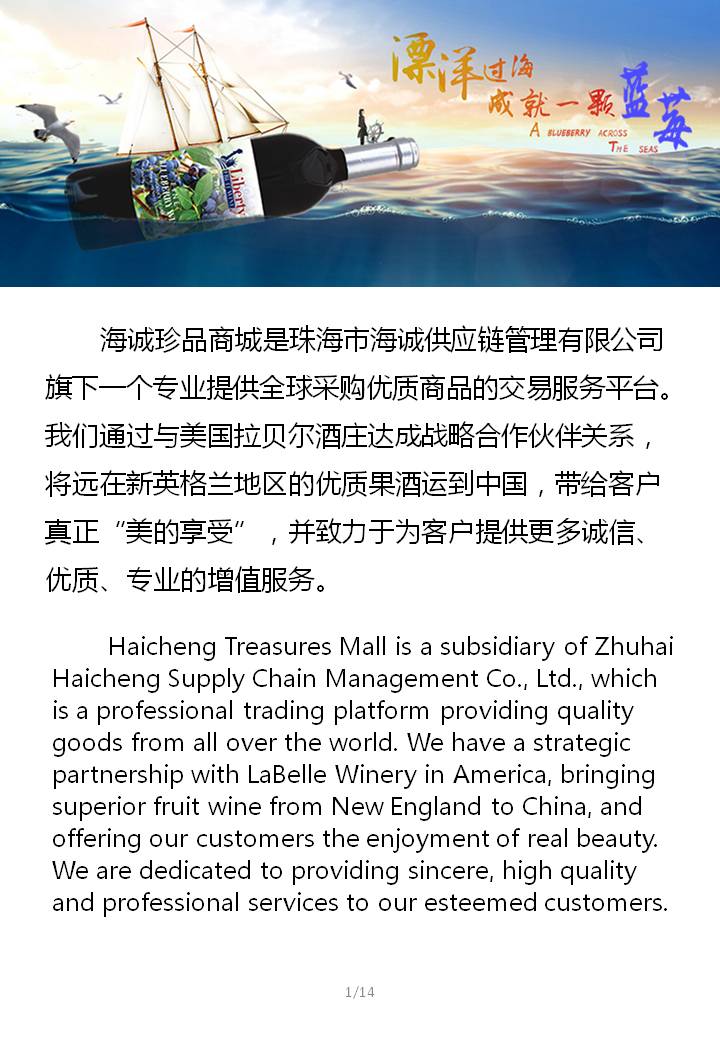 漂洋过海
成就一颗蓝莓
A BLUEBERRY ACROSS
THE SEAS
Liberty
海诚珍品商城是珠海市海诚供应链管理有限公司
旗下一个专业提供全球采购优质商品的交易服务平台。
我们通过与美国拉贝尔酒庄达成战略合作伙伴关系，
将远在新英格兰地区的优质果酒运到中国，带给客户
真正“美的享受”，并致力于为客户提供更多诚信、
优质、专业的增值服务。
Haicheng Treasures Mall is a subsidiary of Zhuhai
Haicheng Supply Chain Management Co., Ltd., which
is a professional trading platform providing quality
goods from all over the world. We have a strategic
partnership with LaBelle Winery in America, bringing
superior fruit wine from New England to China, and
offering our customers the enjoyment of real beauty.
We are dedicated to providing sincere, high quality
and professional services to our esteemed customers.
1/14